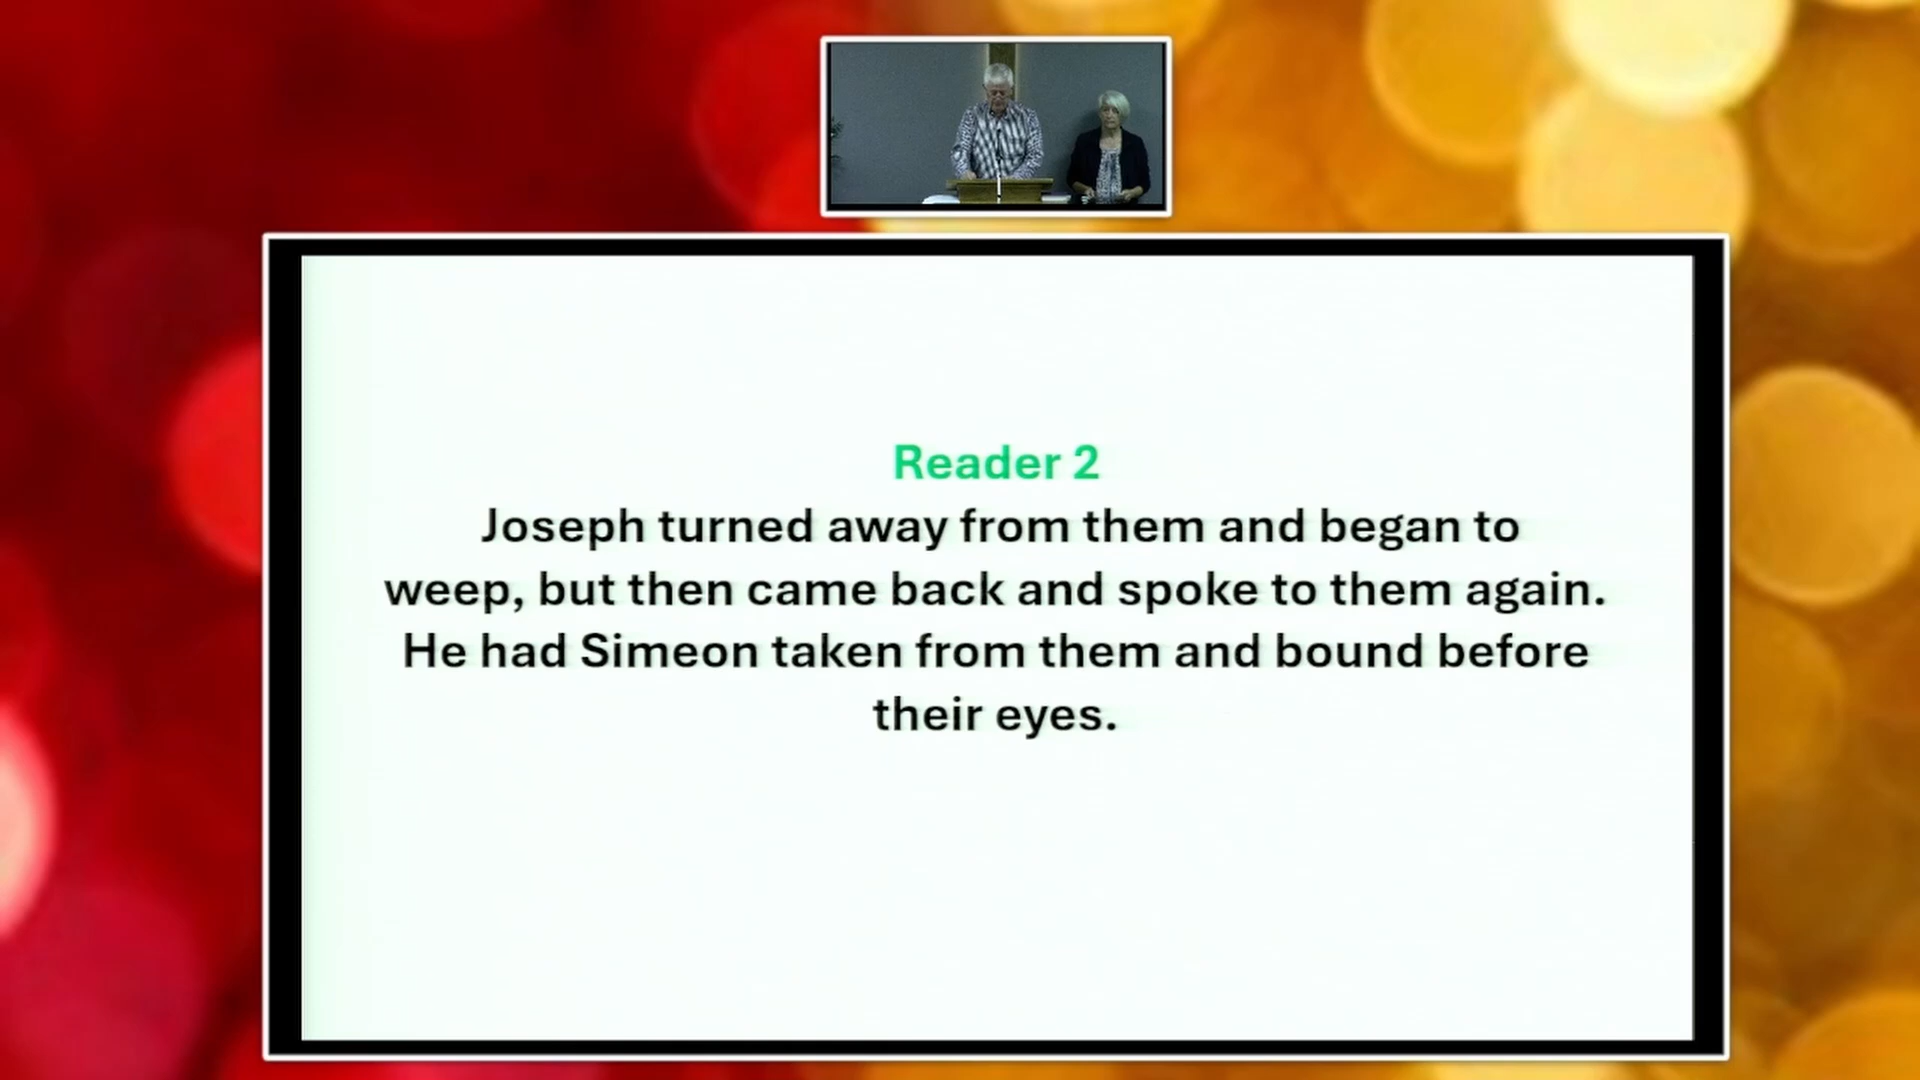 Reader 2
Joseph turned away from them and began to
weep, but then came back and spoke to them again.
He had Simeon taken from them and bound before
their eyes.